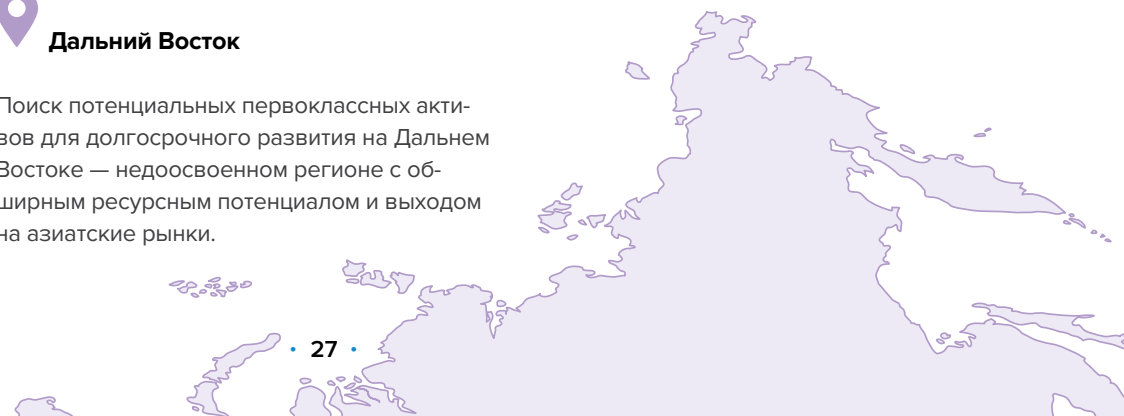 Дальний Восток
Поиск потенциальных первоклассных акти-
вов для долгосрочного развития на Дальнем
Востоке — недоосвоенном регионе с об-
ширным ресурсным потенциалом и выходом
на азиатские рынки.
• 27 •